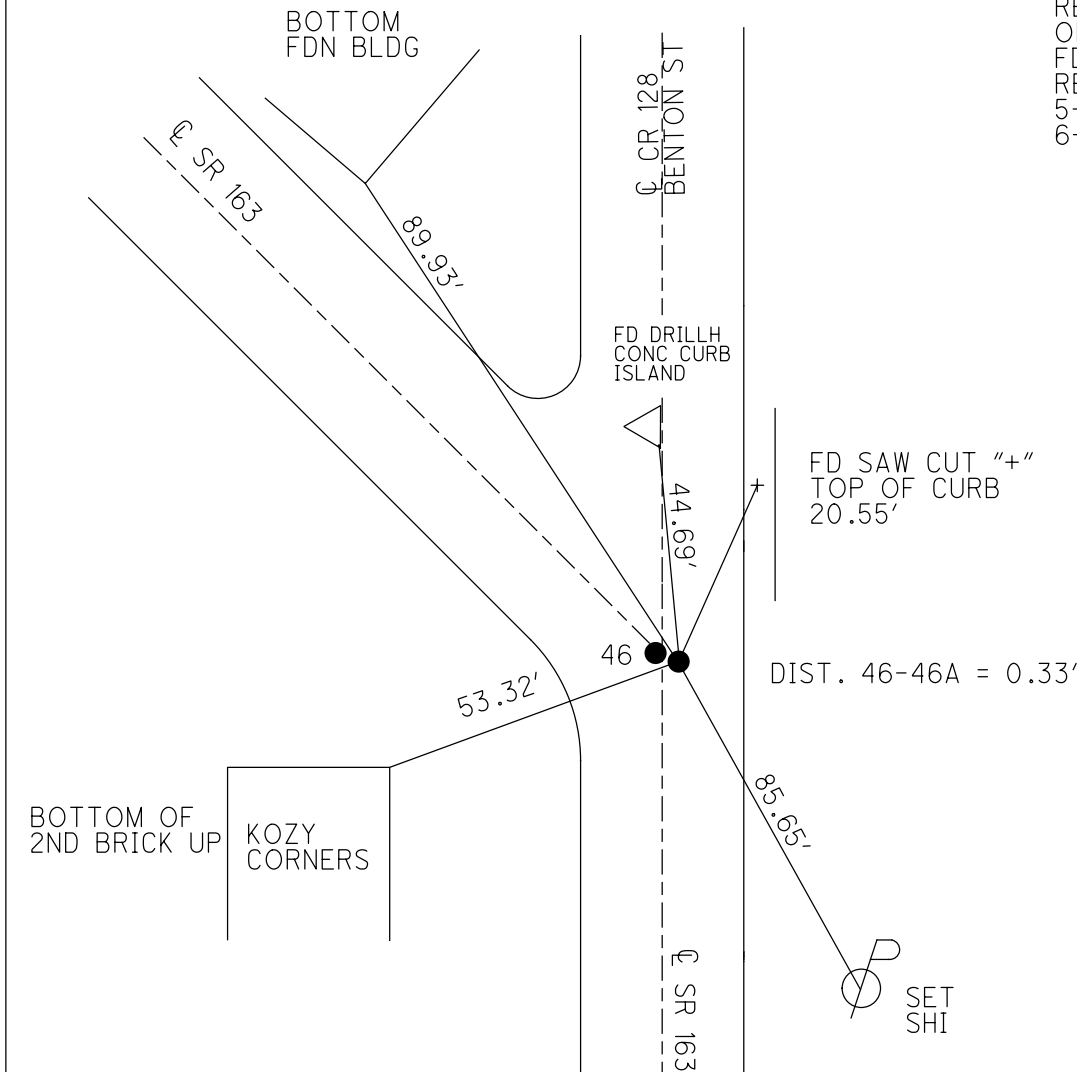 BOTTOM
FDN BLDG
℄ SR 163
℄ CR 128
BENTON ST
89.93'
FD DRILLH
CONC CURB
ISLAND
44.69'
FD SAW CUT "+"
TOP OF CURB
20.55'
46
DIST. 46-46A = 0.33'
53.32'
85.65'
BOTTOM OF
2ND BRICK UP
KOZY
CORNERS
SET
SHI
℄ SR 163
5-
6-